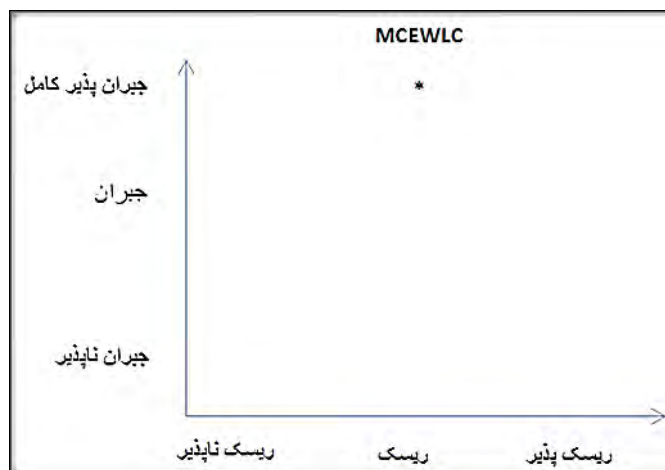 MCEWLC
*
جبران پذیر کامل
جبران
جبران ناپذیر
ریسک ناپذیر
ریسک
ریسک پذیر